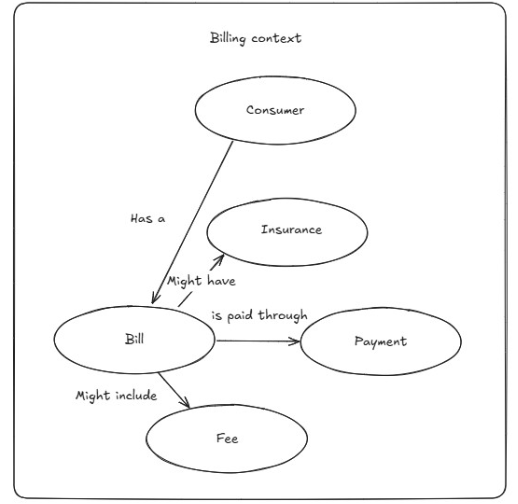 Billing context
Consumer
Has a
Insurance
Might have
is paid through
Bill
Payment
Might include
Fee